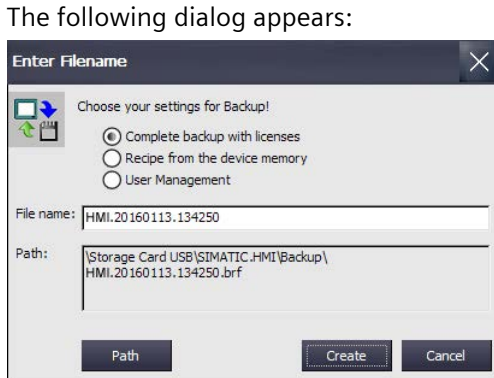 The following dialog appears:
Enter Filename
Choose your settings for Backup!
Complete backup with licenses
Recipe from the device memory
User Management
File name: HMI.20160113.134250
Path: \Storage Card USB\SIMATIC.HMI\Backup\
HMI.20160113.134250.brf
Path Create Cancel